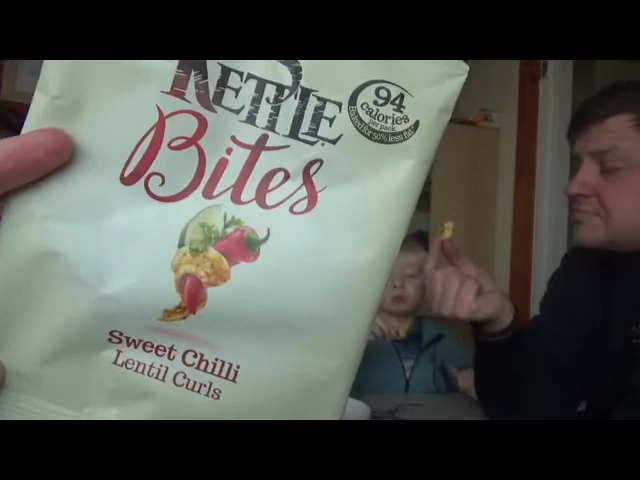 KETTLE
94
calories
per pack
Baked for 50% less fat
Bites
Sweet Chilli
Lentil Curls